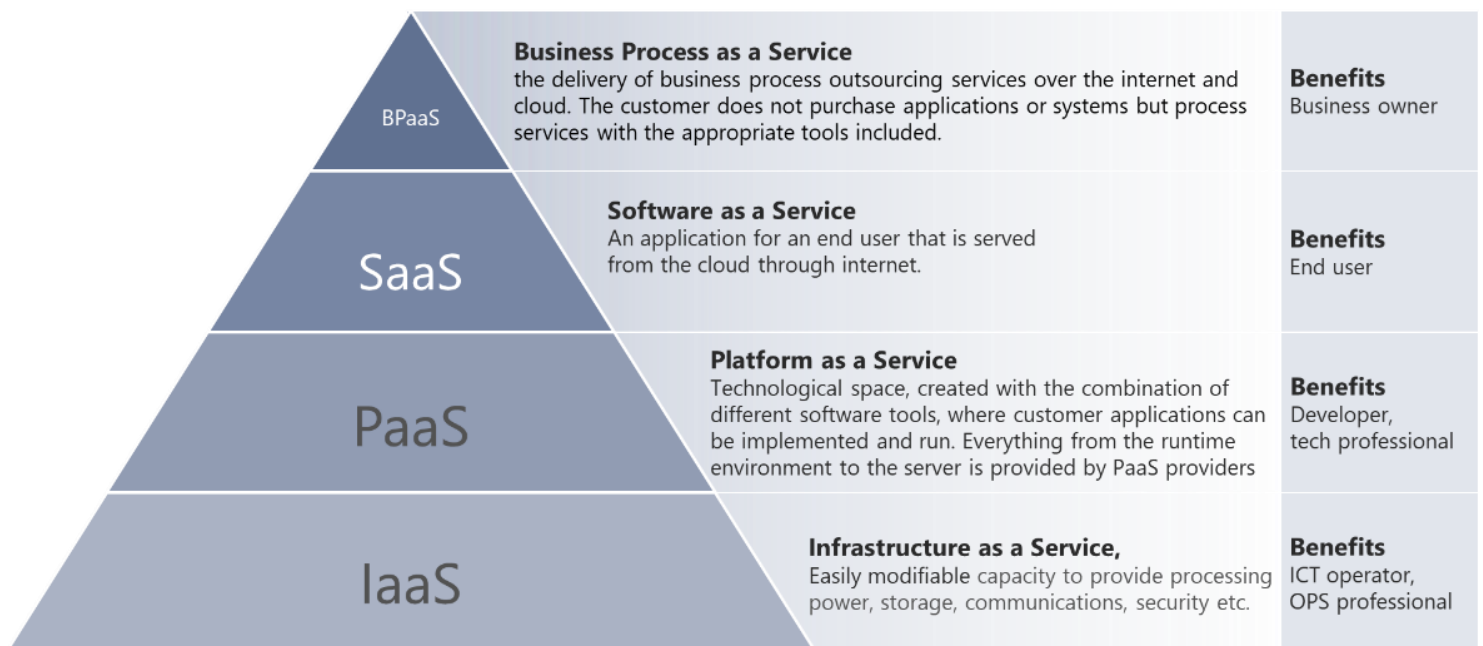 BPaaS
Business Process as a Service
the delivery of business process outsourcing services over the internet and
cloud. The customer does not purchase applications or systems but process
services with the appropriate tools included.
Benefits
Business owner
SaaS
Software as a Service
An application for an end user that is served
from the cloud through internet.
Benefits
End user
PaaS
Platform as a Service
Technological space, created with the combination of
different software tools, where customer applications can
be implemented and run. Everything from the runtime
environment to the server is provided by PaaS providers
Benefits
Developer,
tech professional
IaaS
Infrastructure as a Service,
Easily modifiable capacity to provide processing
power, storage, communications, security etc.
Benefits
ICT operator,
OPS professional